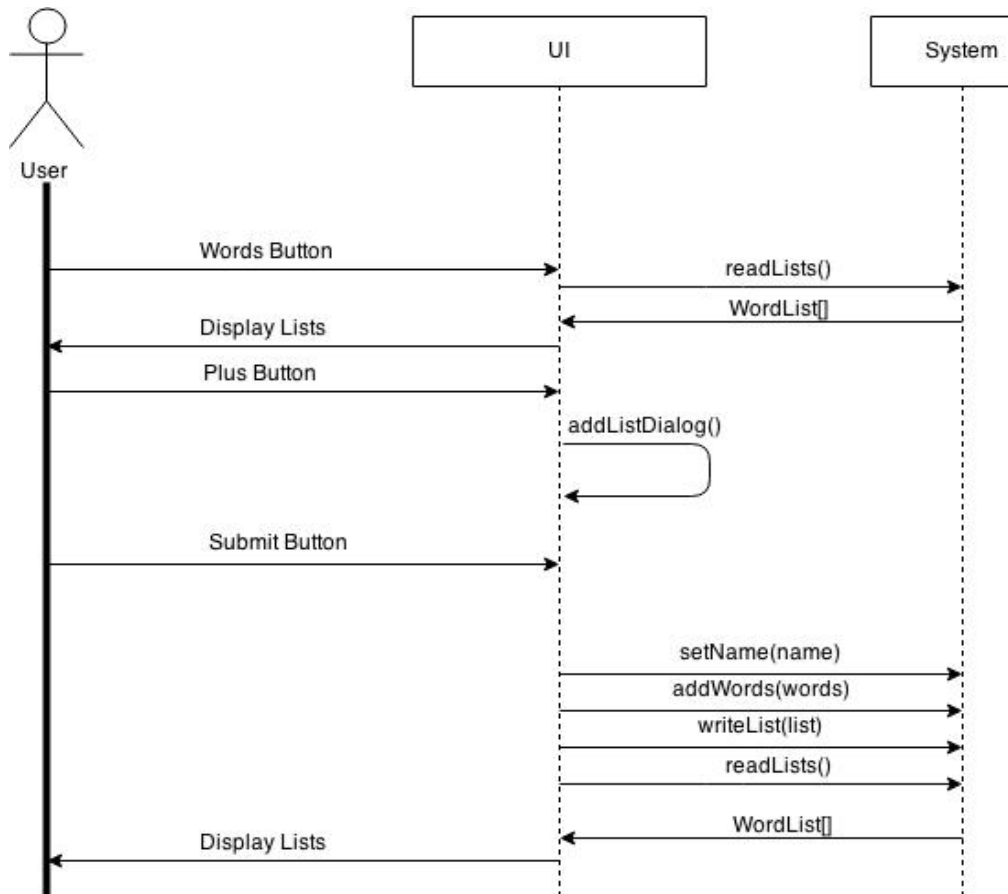 UI
System
User
Words Button
readLists()
WordList[]
Display Lists
Plus Button
addListDialog()
Submit Button
setName(name)
addWords(words)
writeList(list)
readLists()
WordList[]
Display Lists